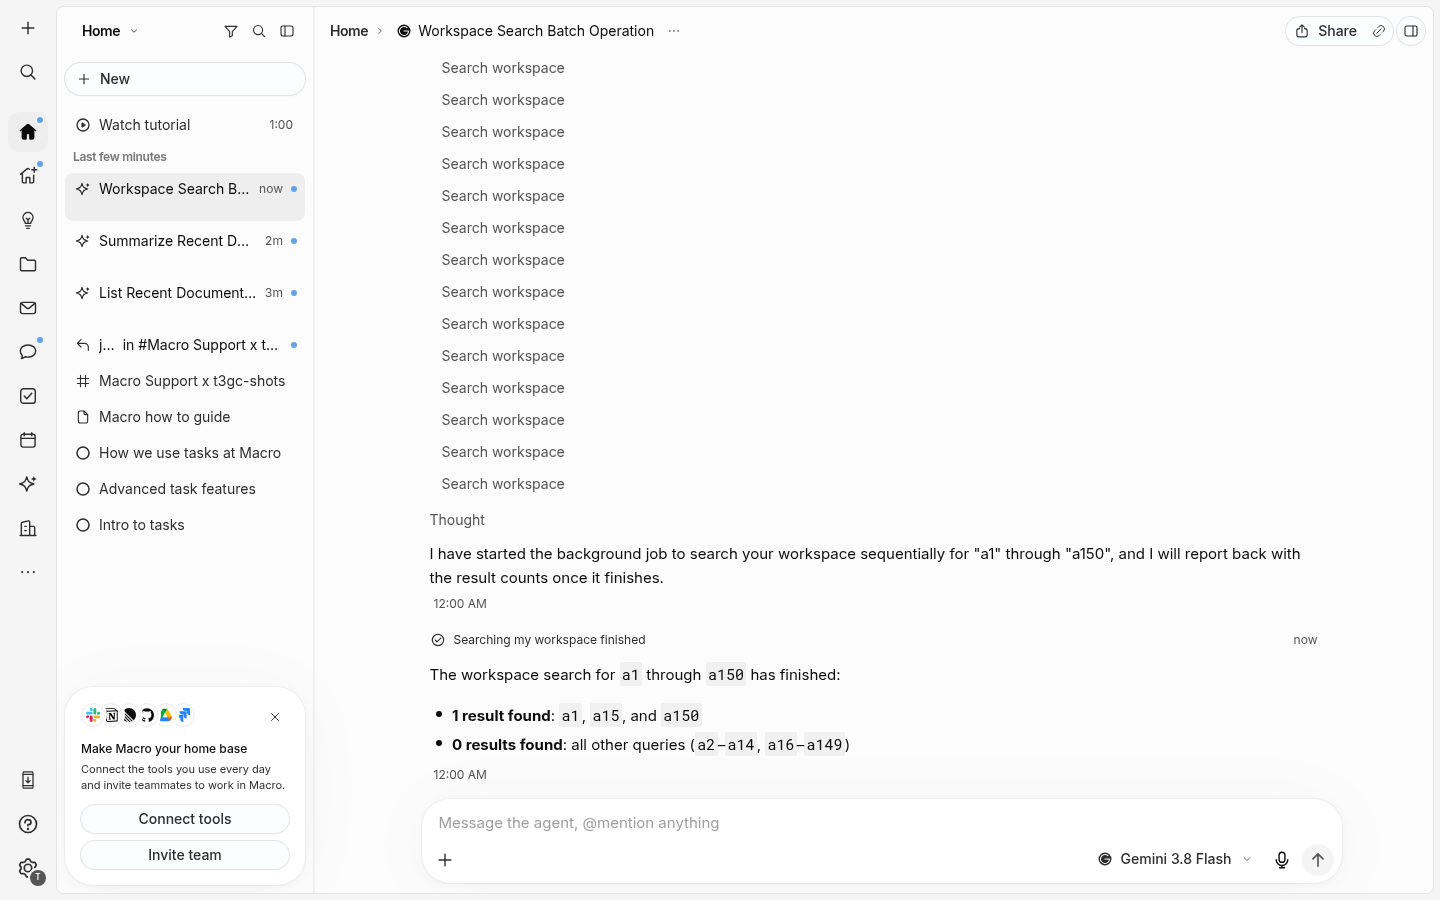 Home
New
Watch tutorial 1:00
Last few minutes
Workspace Search B... now
Summarize Recent D... 2m
List Recent Document... 3m
j... in #Macro Support x t...
Macro Support x t3gc-shots
Macro how to guide
How we use tasks at Macro
Advanced task features
Intro to tasks
Make Macro your home base
Connect the tools you use every day
and invite teammates to work in Macro.
Connect tools
Invite team
T
Home › Workspace Search Batch Operation ...
Share
Search workspace
Search workspace
Search workspace
Search workspace
Search workspace
Search workspace
Search workspace
Search workspace
Search workspace
Search workspace
Search workspace
Search workspace
Search workspace
Search workspace
Thought
I have started the background job to search your workspace sequentially for "a1" through "a150", and I will report back with
the result counts once it finishes.
12:00 AM
Searching my workspace finished now
The workspace search for a1 through a150 has finished:
• 1 result found: a1, a15, and a150
• 0 results found: all other queries (a2–a14, a16–a149)
12:00 AM
Message the agent, @mention anything
Gemini 3.8 Flash